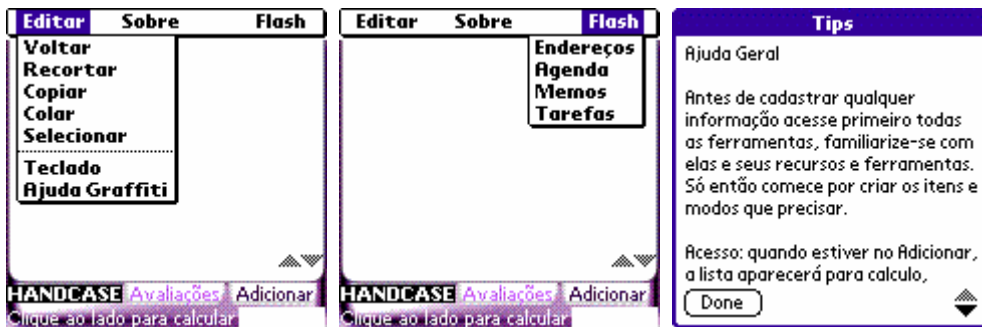 Editar Sobre Flash
Voltar
Recortar
Copiar
Colar
Selecionar
Teclado
Ajuda Graffiti
HANDCASE Avaliações Adicionar
Clique ao lado para calcular
Editar Sobre Flash
Endereços
Agenda
Memos
Tarefas
HANDCASE Avaliações Adicionar
Clique ao lado para calcular
Tips
Ajuda Geral
Antes de cadastrar qualquer
informação acesse primeiro todas
as ferramentas, familiarize-se com
elas e seus recursos e ferramentas.
Só então comece por criar os itens e
modos que precisar.
Acesso: quando estiver no Adicionar,
a lista aparecerá para calculo,
Done